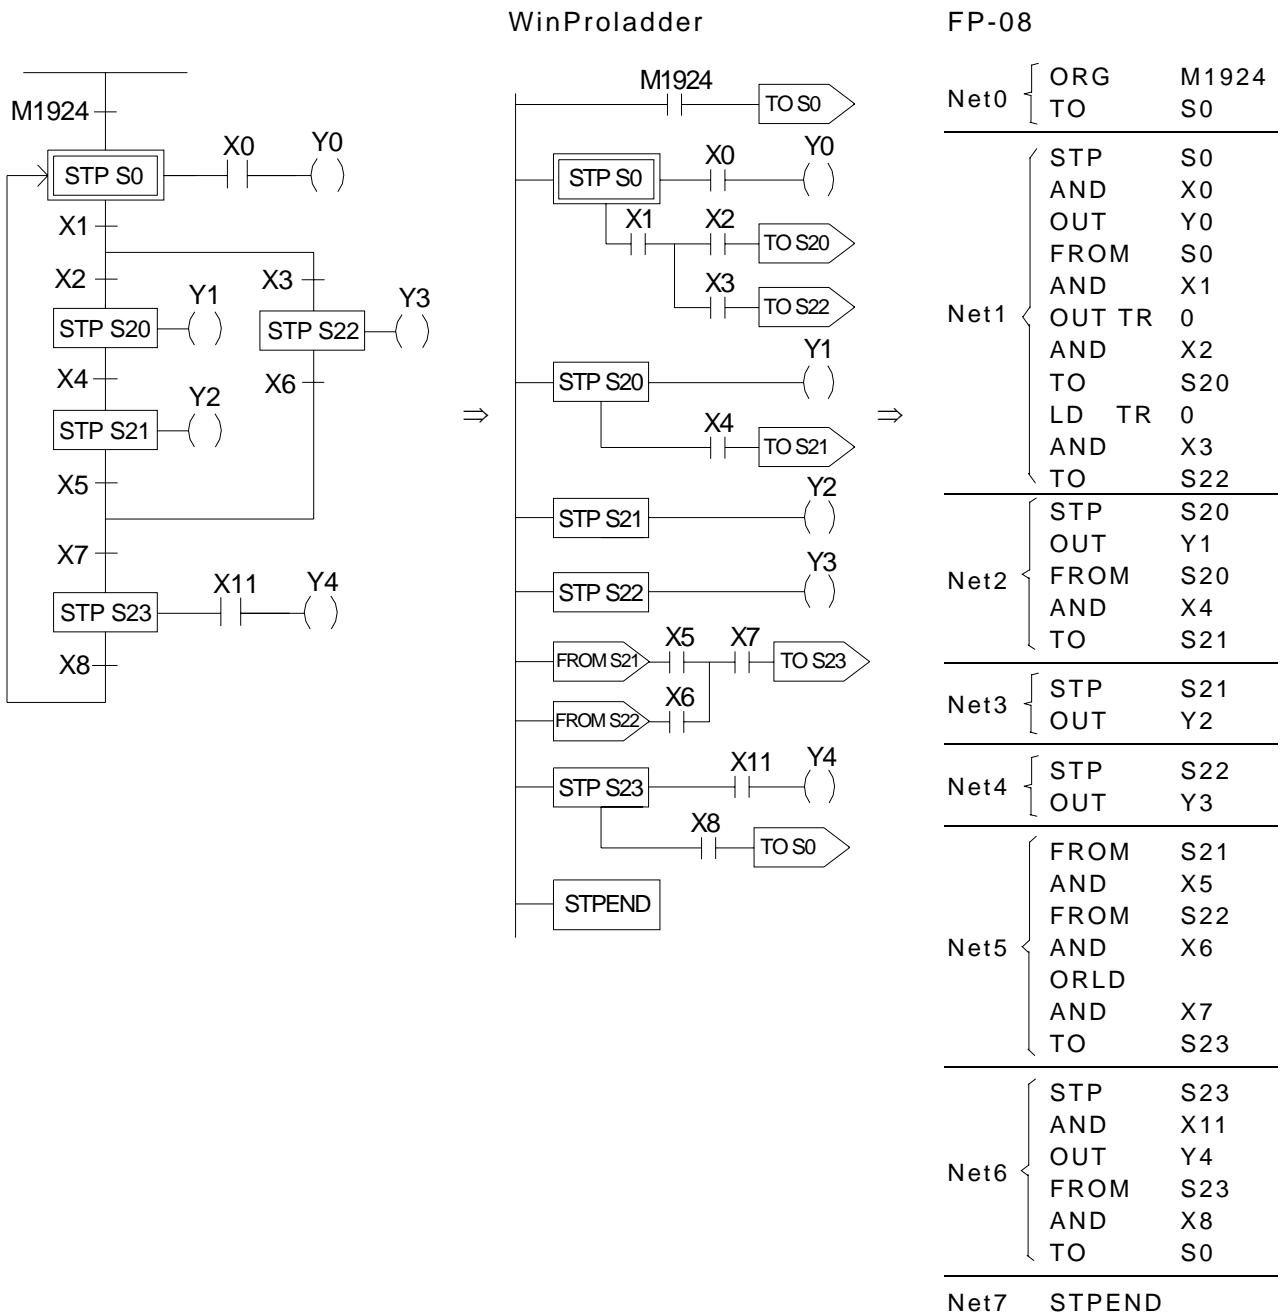 WinProladder
FP-08
M1924
STP S0
X0
Y0
X1
X2
X3
Y1
STP S20
Y3
STP S22
X4
X6
Y2
STP S21
X5
X7
X11
Y4
STP S23
X8
⇒
M1924
TO S0
STP S0
X0
Y0
X1
X2
TO S20
X3
TO S22
Y1
STP S20
X4
TO S21
Y2
STP S21
Y3
STP S22
X5
X7
FROM S21
TO S23
X6
FROM S22
X11
Y4
STP S23
X8
TO S0
STPEND
⇒
Net0
ORG M1924
TO S0
Net1
STP S0
AND X0
OUT Y0
FROM S0
AND X1
OUT TR 0
AND X2
TO S20
LD TR 0
AND X3
TO S22
Net2
STP S20
OUT Y1
FROM S20
AND X4
TO S21
Net3
STP S21
OUT Y2
Net4
STP S22
OUT Y3
Net5
FROM S21
AND X5
FROM S22
AND X6
ORLD
AND X7
TO S23
Net6
STP S23
AND X11
OUT Y4
FROM S23
AND X8
TO S0
Net7 STPEND